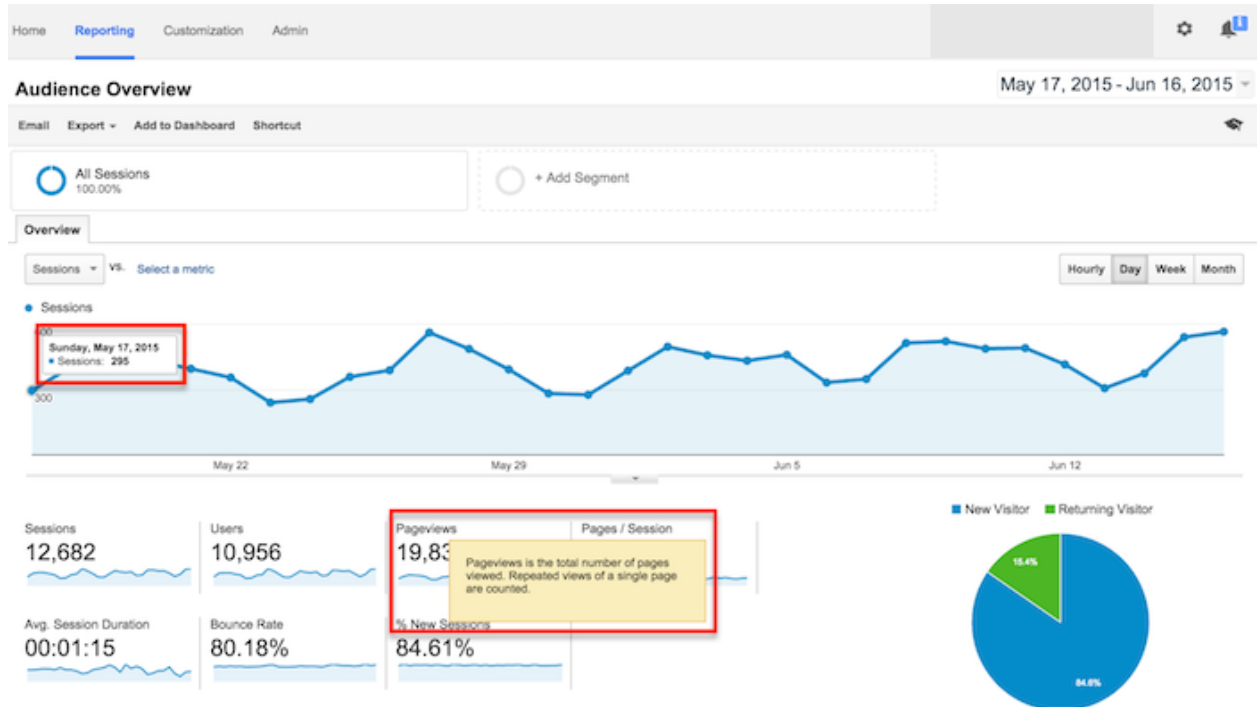 Home Reporting Customization Admin
1
Audience Overview
May 17, 2015 - Jun 16, 2015
Email Export Add to Dashboard Shortcut
All Sessions
100.00%
+ Add Segment
Overview
Sessions VS. Select a metric
Hourly Day Week Month
Sessions
600
Sunday, May 17, 2015
Sessions: 295
300
May 22 May 29 Jun 5 Jun 12
New Visitor Returning Visitor
Sessions
12,682
Users
10,956
Pageviews
19,83
Pages / Session
Pageviews is the total number of pages
viewed. Repeated views of a single page
are counted.
Avg. Session Duration
00:01:15
Bounce Rate
80.18%
% New Sessions
84.61%
15.4%
84.6%